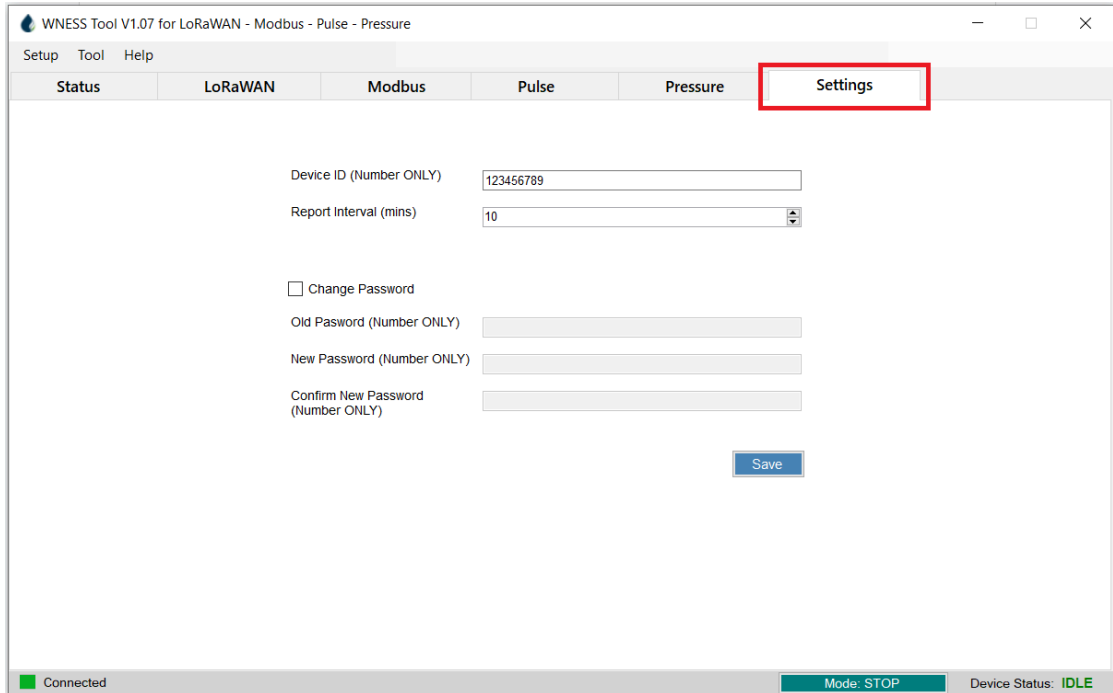 WNESS Tool V1.07 for LoRaWAN - Modbus - Pulse - Pressure
Setup Tool Help
Status LoRaWAN Modbus Pulse Pressure Settings
Device ID (Number ONLY) 123456789
Report Interval (mins) 10
Change Password
Old Pasword (Number ONLY)
New Password (Number ONLY)
Confirm New Password
(Number ONLY)
Save
Connected Mode: STOP Device Status: IDLE